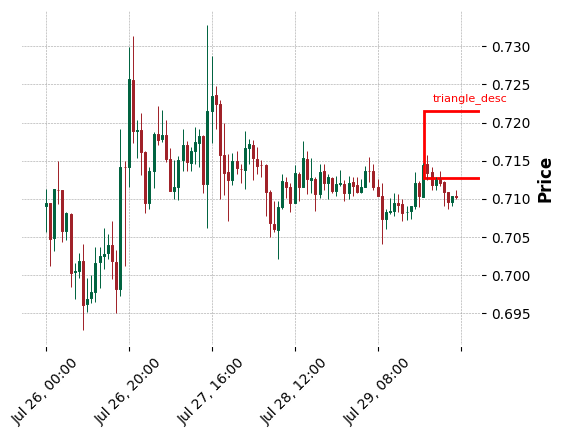 0.730
0.725
triangle_desc
0.720
0.715
0.710
0.705
0.700
0.695
Price
Jul 26, 00:00
Jul 26, 20:00
Jul 27, 16:00
Jul 28, 12:00
Jul 29, 08:00